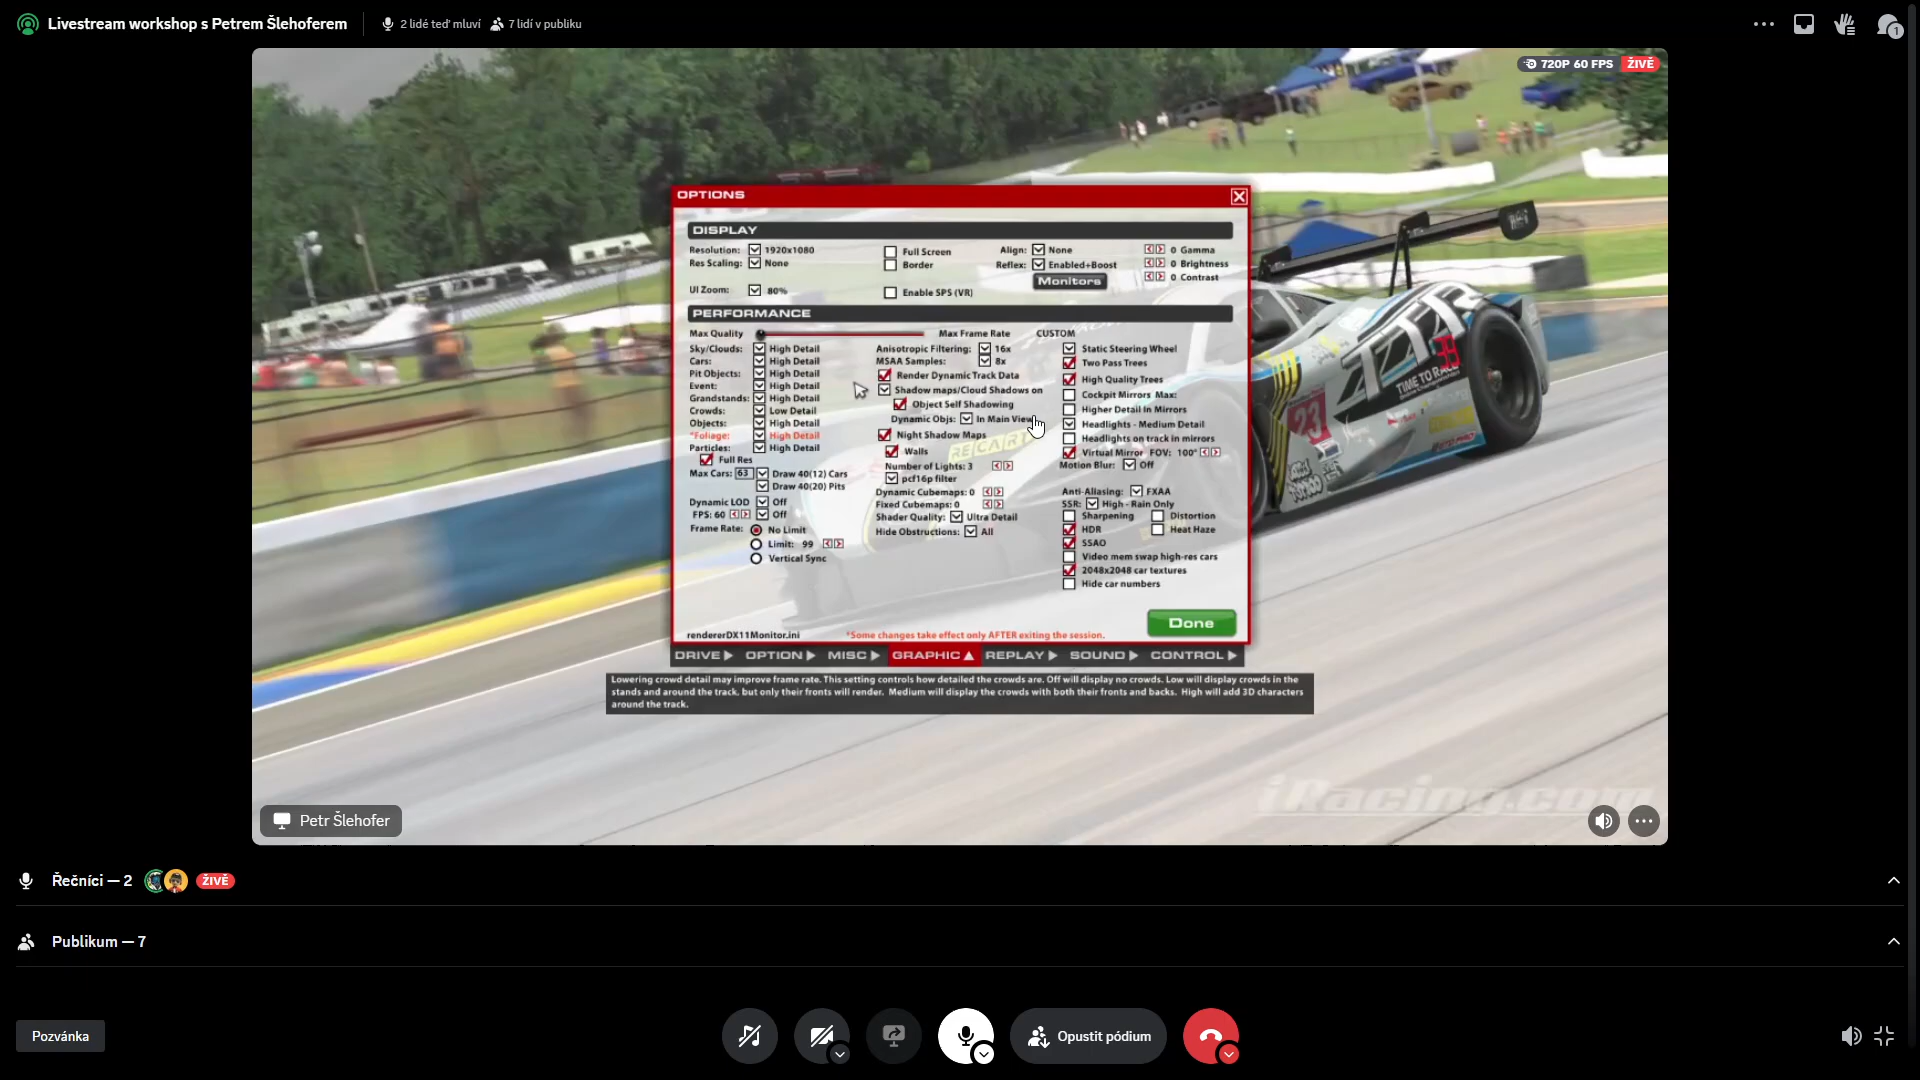 Livestream workshop s Petrem Šlehoferem
2 lidé teď mluví
7 lidí v publiku
1
720P 60 FPS
ŽIVĚ
OPTIONS
DISPLAY
Resolution: 1920x1080
Full Screen
Align: None
0 Gamma
Res Scaling: None
Border
Reflex: Enabled+Boost
0 Brightness
Monitors
0 Contrast
UI Zoom: 80%
Enable SPS (VR)
PERFORMANCE
Max Quality
Max Frame Rate
CUSTOM
Sky/Clouds: High Detail
Cars: High Detail
Pit Objects: High Detail
Event: High Detail
Grandstands: High Detail
Crowds: Low Detail
Objects: High Detail
*Foliage: High Detail
Particles: High Detail
Full Res
Max Cars: 63 Draw 40(12) Cars
Draw 40(20) Pits
Dynamic LOD Off
FPS: 60 Off
Frame Rate: No Limit
Limit: 99
Vertical Sync
Anisotropic Filtering: 16x
MSAA Samples: 8x
Render Dynamic Track Data
Shadow maps/Cloud Shadows on
Object Self Shadowing
Dynamic Objs: In Main View
Night Shadow Maps
Walls
Number of Lights: 3
pcf16p filter
Dynamic Cubemaps: 0
Fixed Cubemaps: 0
Shader Quality: Ultra Detail
Hide Obstructions: All
Static Steering Wheel
Two Pass Trees
High Quality Trees
Cockpit Mirrors Max:
Higher Detail In Mirrors
Headlights - Medium Detail
Headlights on track in mirrors
Virtual Mirror FOV: 100°
Motion Blur: Off
Anti-Aliasing: FXAA
SSR: High - Rain Only
Sharpening
Distortion
HDR
Heat Haze
SSAO
Video mem swap high-res cars
2048x2048 car textures
Hide car numbers
Done
rendererDX11Monitor.ini
*Some changes take effect only AFTER exiting the session.
DRIVE OPTION MISC GRAPHIC REPLAY SOUND CONTROL
Lowering crowd detail may improve frame rate. This setting controls how detailed the crowds are. Off will display no crowds. Low will display crowds in the
stands and around the track, but only their fronts will render. Medium will display the crowds with both their fronts and backs. High will add 3D characters
around the track.
TTR
TIME TO RACE
23
iRacing.com
Petr Šlehofer
Řečníci — 2
ŽIVĚ
Publikum — 7
Pozvánka
Opustit pódium